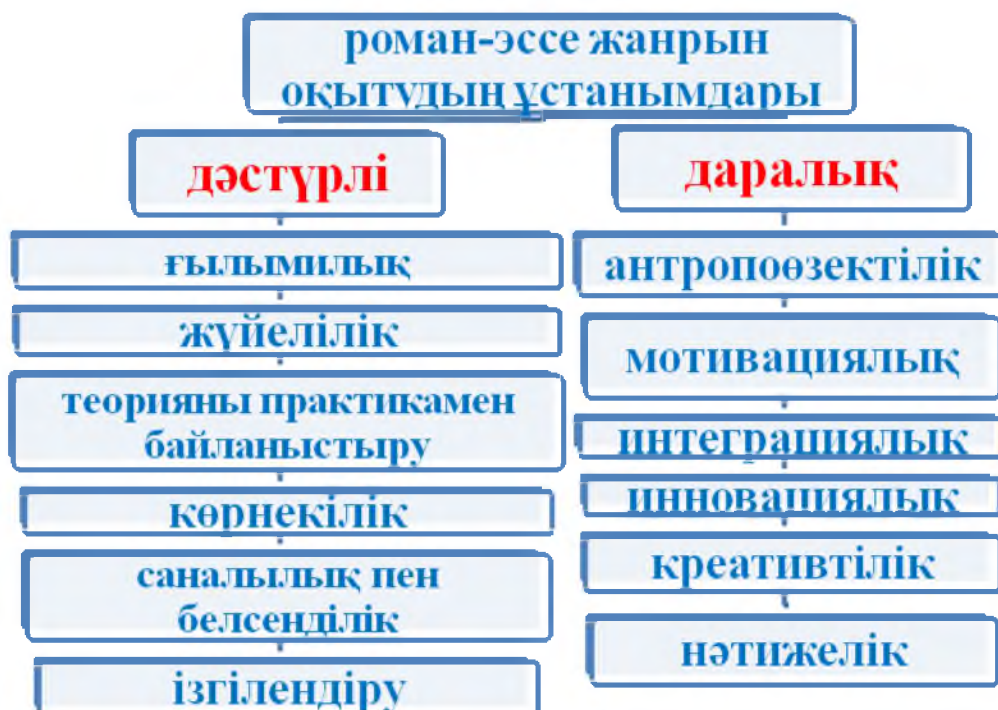 роман-эссе жанрын
оқытудың ұстанымдары
дәстүрлі
ғылымилық
жүйелілік
теорияны практикамен
байланыстыру
көрнекілік
саналылық пен
белсенділік
ізгілендіру
даралық
антропоөзектілік
мотивациялық
интеграциялық
инновациялық
креативтілік
нәтижелік